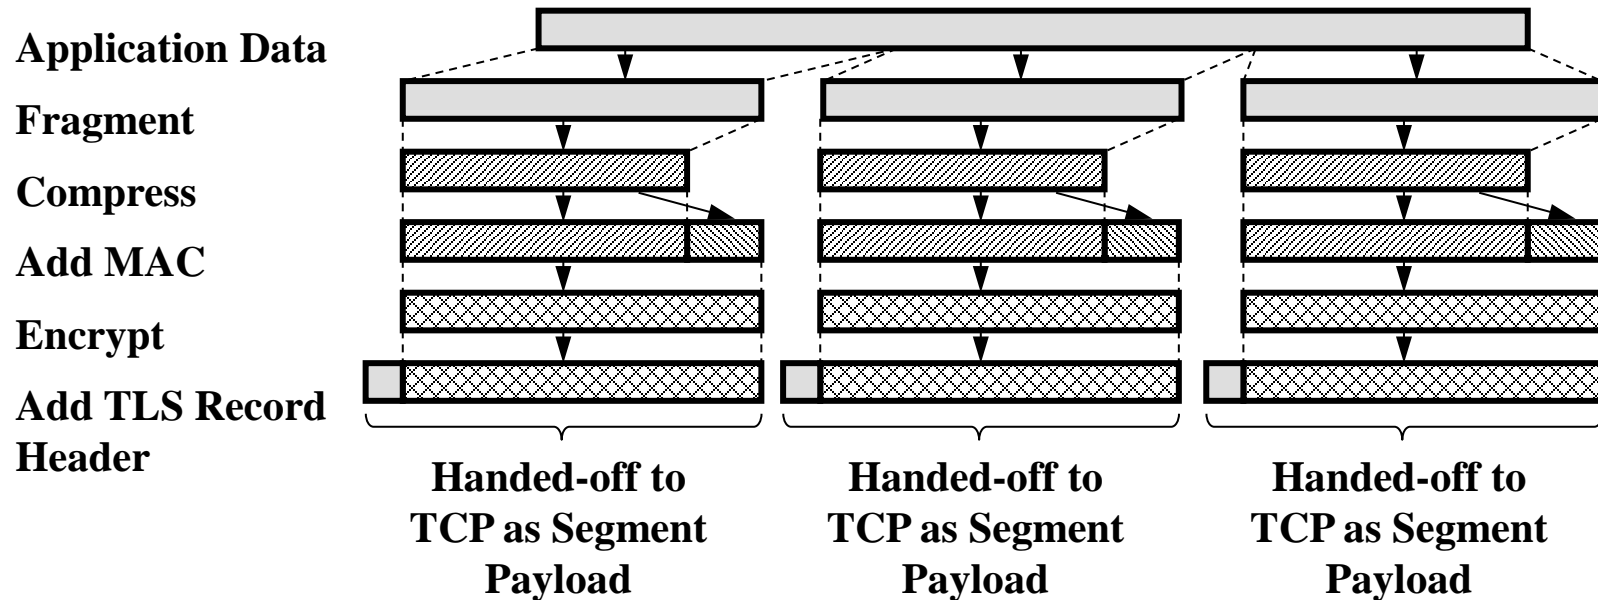 Application Data
Fragment
Compress
Add MAC
Encrypt
Add TLS Record
Header
Handed-off to
TCP as Segment
Payload
Handed-off to
TCP as Segment
Payload
Handed-off to
TCP as Segment
Payload